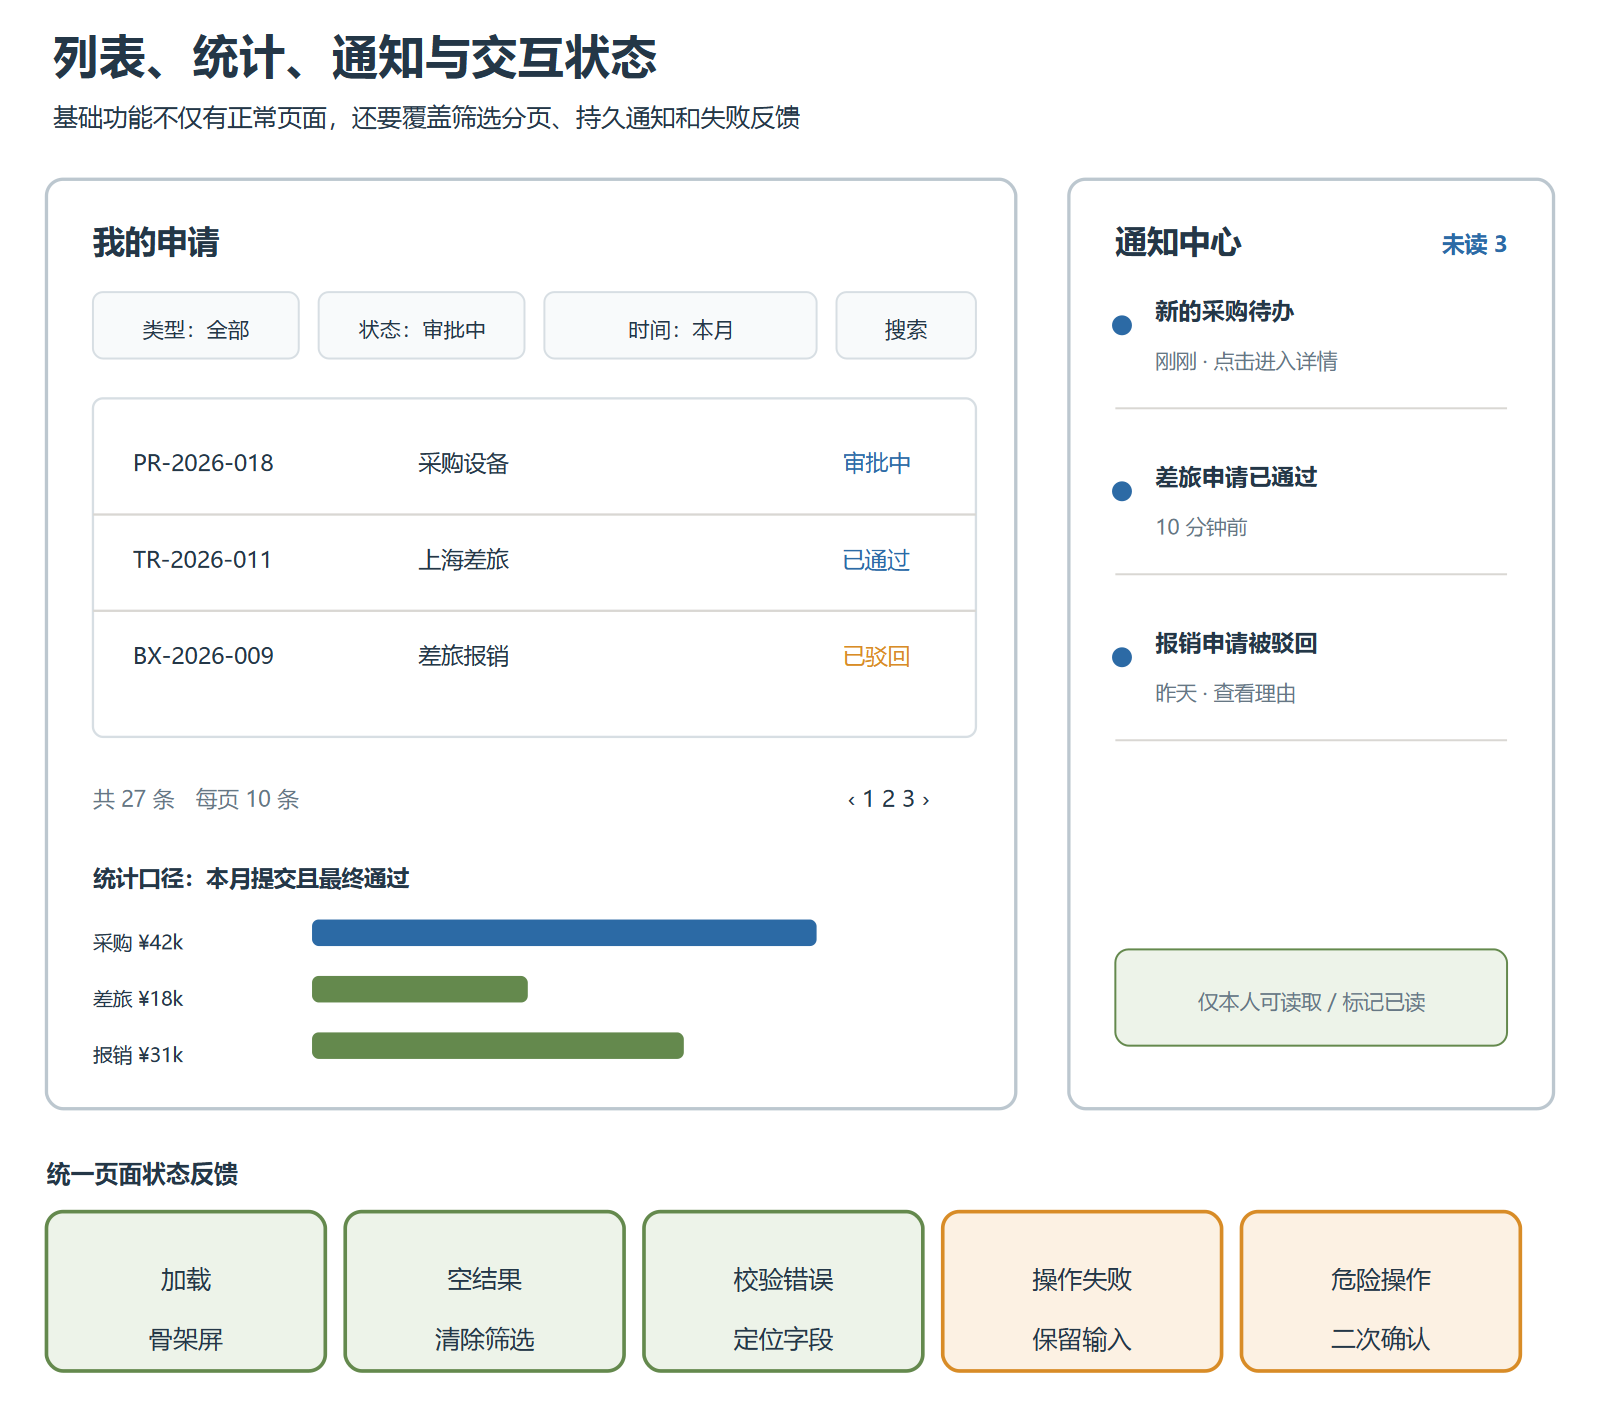 列表、统计、通知与交互状态
基础功能不仅有正常页面，还要覆盖筛选分页、持久通知和失败反馈
我的申请
类型：全部
状态：审批中
时间：本月
搜索
PR-2026-018 采购设备 审批中
TR-2026-011 上海差旅 已通过
BX-2026-009 差旅报销 已驳回
共 27 条 每页 10 条
‹ 1 2 3 ›
统计口径：本月提交且最终通过
采购 ¥42k
差旅 ¥18k
报销 ¥31k
通知中心
未读 3
新的采购待办
刚刚 · 点击进入详情
差旅申请已通过
10 分钟前
报销申请被驳回
昨天 · 查看理由
仅本人可读取 / 标记已读
统一页面状态反馈
加载
骨架屏
空结果
清除筛选
校验错误
定位字段
操作失败
保留输入
危险操作
二次确认